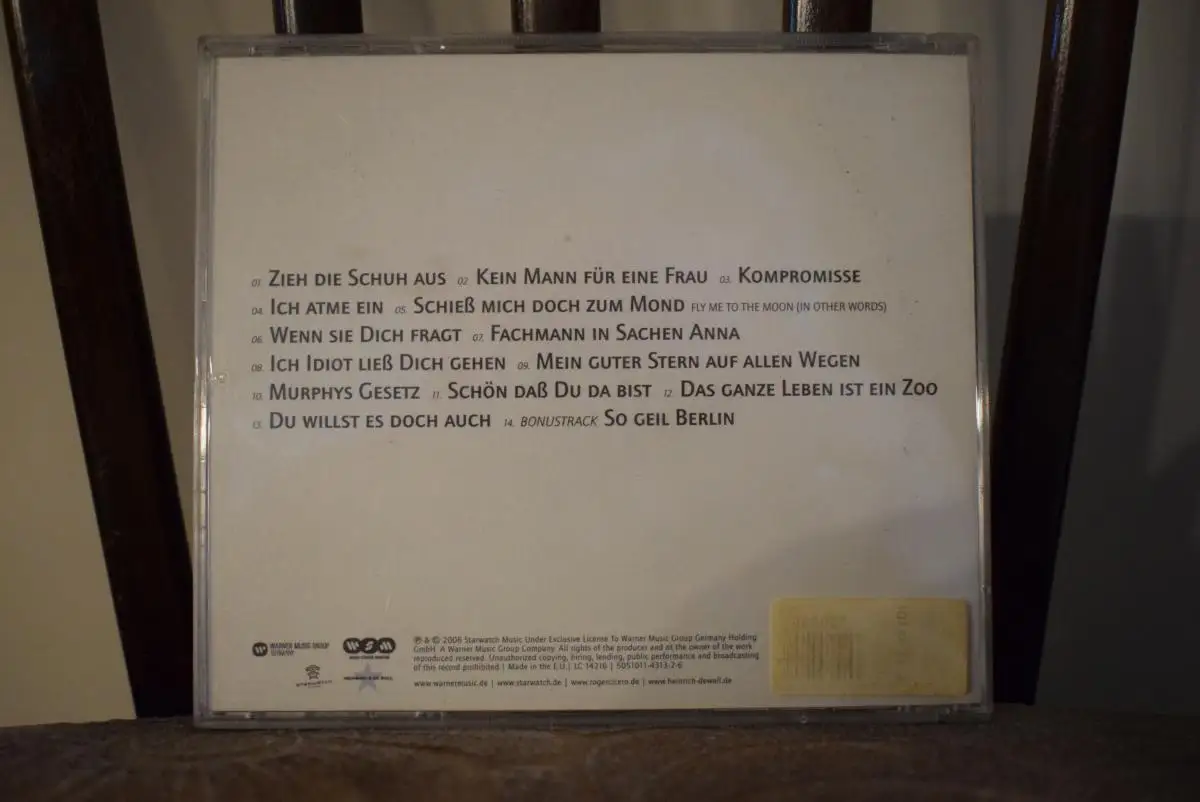 01. Zieh die Schuh aus 02. Kein Mann für eine Frau 03. Kompromisse
04. Ich atme ein 05. Schieß mich doch zum Mond FLY ME TO THE MOON (IN OTHER WORDS)
06. Wenn sie Dich fragt 07. Fachmann in Sachen Anna
08. Ich Idiot ließ Dich gehen 09. Mein guter Stern auf allen Wegen
10. Murphys Gesetz 11. Schön daß Du da bist 12. Das ganze Leben ist ein Zoo
13. Du willst es doch auch 14. BONUSTRACK So geil Berlin
WARNER MUSIC GROUP
GERMANY
WSM
STARWATCH
℗ & © 2006 Starwatch Music Under Exclusive License To Warner Music Group Germany Holding
GmbH. A Warner Music Group Company. All rights of the producer and of the owner of the work
reproduced reserved. Unauthorized copying, hiring, lending, public performance and broadcasting
of this record prohibited. | Made in the E.U. | LC 14216 | 5051011-4313-2-6
www.warnermusic.de | www.starwatch.de | www.rogercicero.de | www.heinrich-dewoll.de